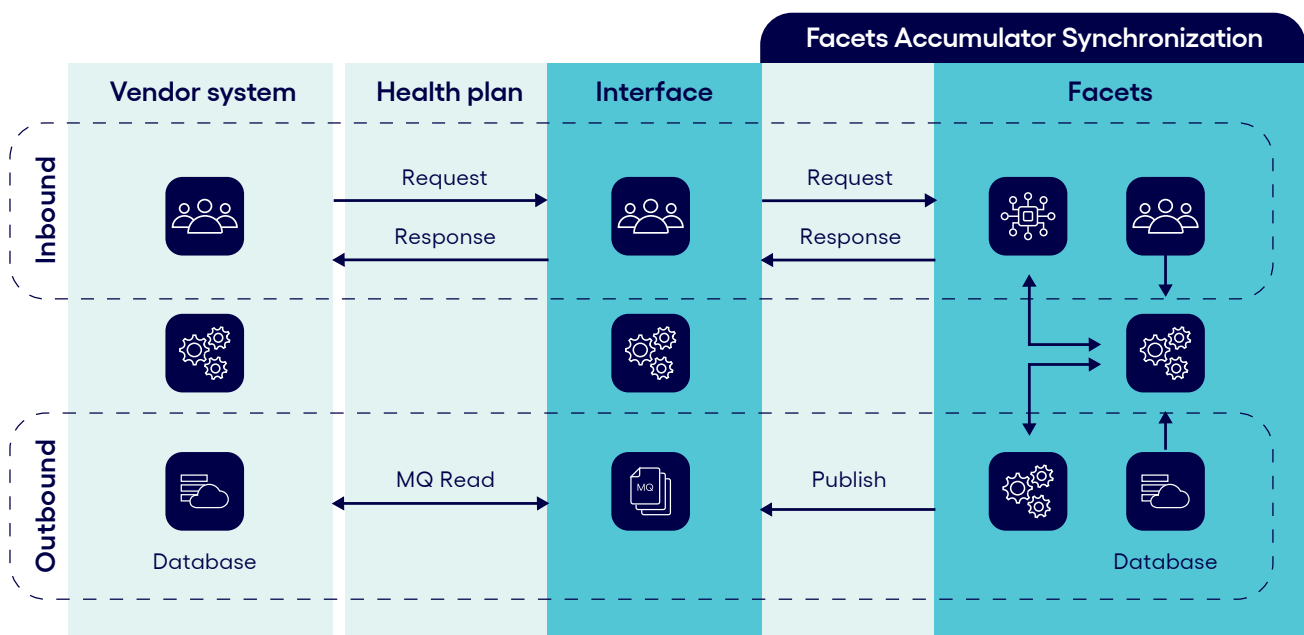 Facets Accumulator Synchronization
Vendor system
Health plan
Interface
Facets
Inbound
Request
Request
Response
Response
Outbound
MQ Read
MQ
Publish
Database
Database